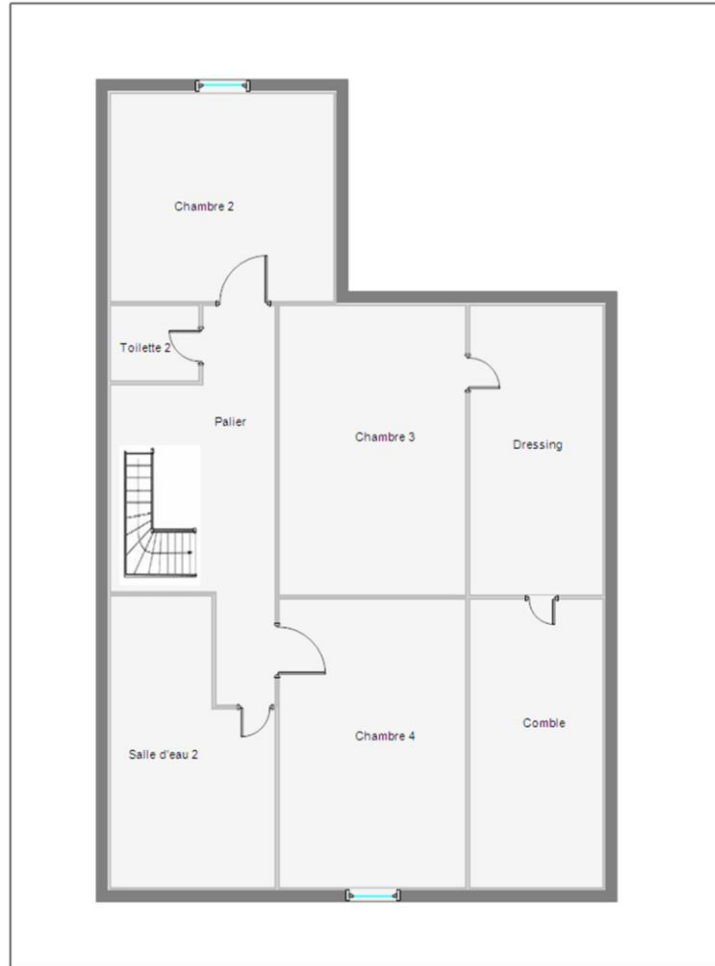 Chambre 2
Toilette 2
Palier
Chambre 3
Dressing
Salle d'eau 2
Chambre 4
Comble